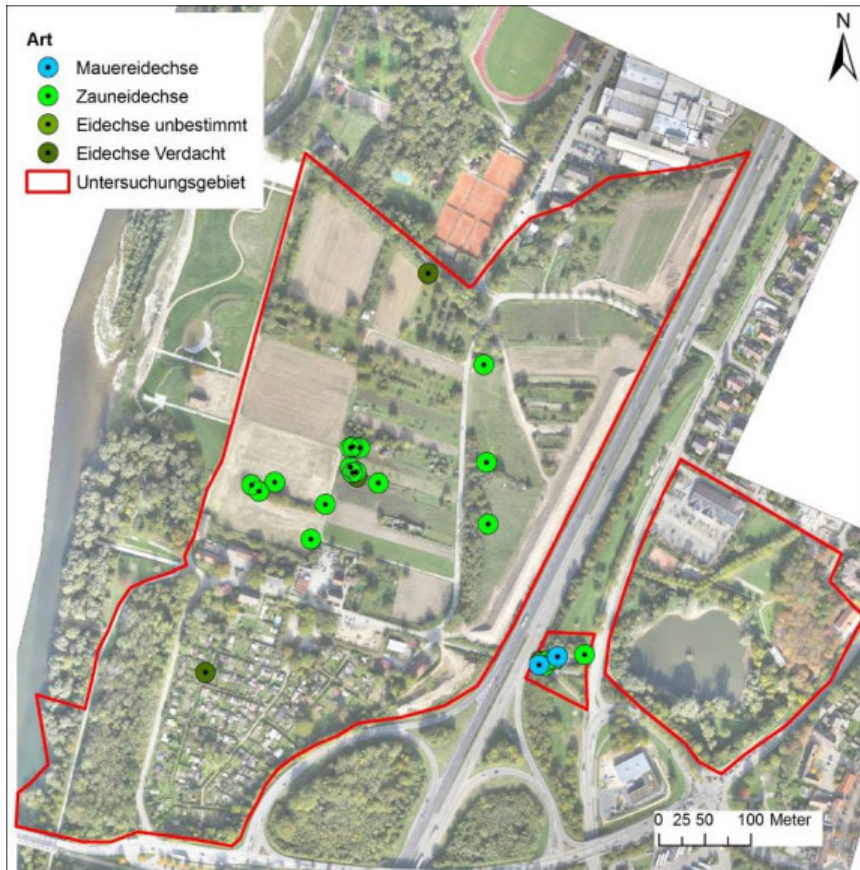 N
Art
Mauereidechse
Zauneidechse
Eidechse unbestimmt
Eidechse Verdacht
Untersuchungsgebiet
0 25 50 100 Meter